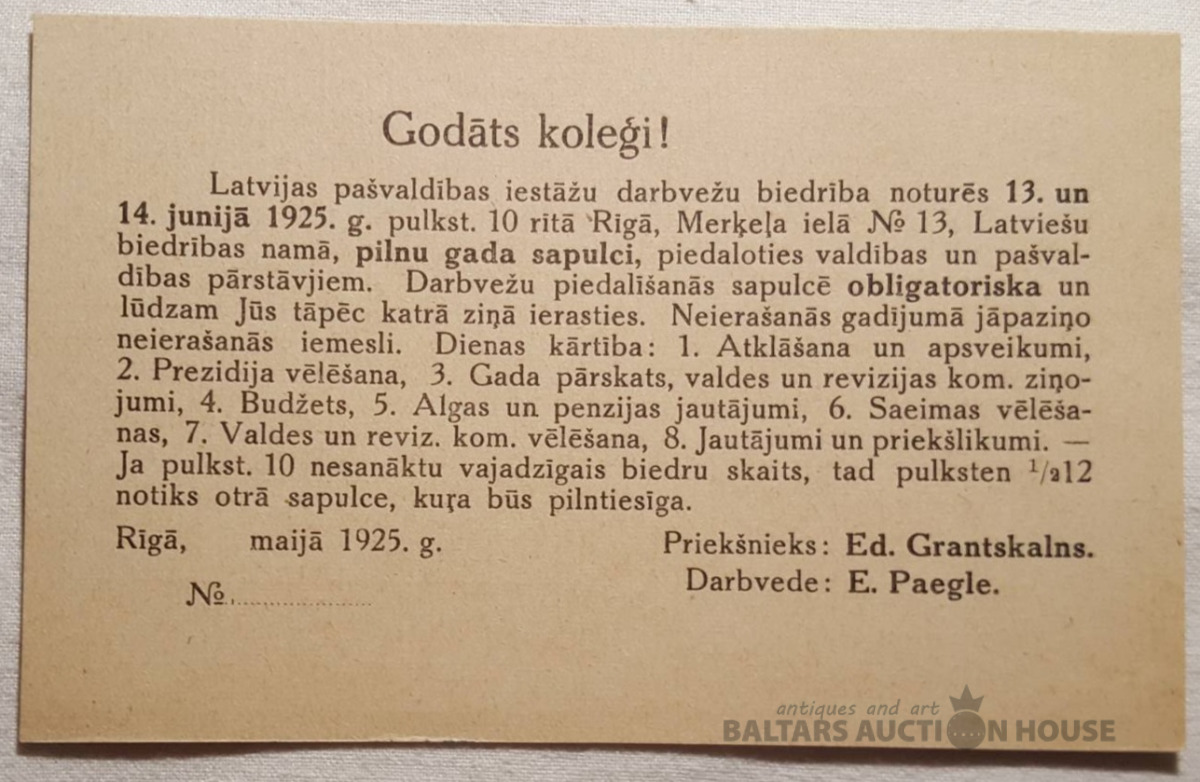 Godāts koleģi!
Latvijas pašvaldības iestāžu darbvežu biedrība noturēs 13. un
14. junijā 1925. g. pulkst. 10 ritā Rīgā, Merķeļa ielā № 13, Latviešu
biedrības namā, pilnu gada sapulci, piedaloties valdības un pašval-
dības pārstāvjiem. Darbvežu piedalīšanās sapulcē obligatoriska un
lūdzam Jūs tāpēc katrā ziņā ierasties. Neierašanās gadījumā jāpaziņo
neierašanās iemesli. Dienas kārtība: 1. Atklāšana un apsveikumi,
2. Prezidija vēlēšana, 3. Gada pārskats, valdes un revizijas kom. ziņo-
jumi, 4. Budžets, 5. Algas un penzijas jautājumi, 6. Saeimas vēlēša-
nas, 7. Valdes un reviz. kom. vēlēšana, 8. Jautājumi un priekšlikumi. —
Ja pulkst. 10 nesanāktu vajadzīgais biedru skaits, tad pulksten ¹/₂12
notiks otrā sapulce, kuŗa būs pilntiesīga.
Rīgā, maijā 1925. g.
Priekšnieks: Ed. Grantskalns.
Darbvede: E. Paegle.
№
antiques and art
BALTARS AUCTION HOUSE